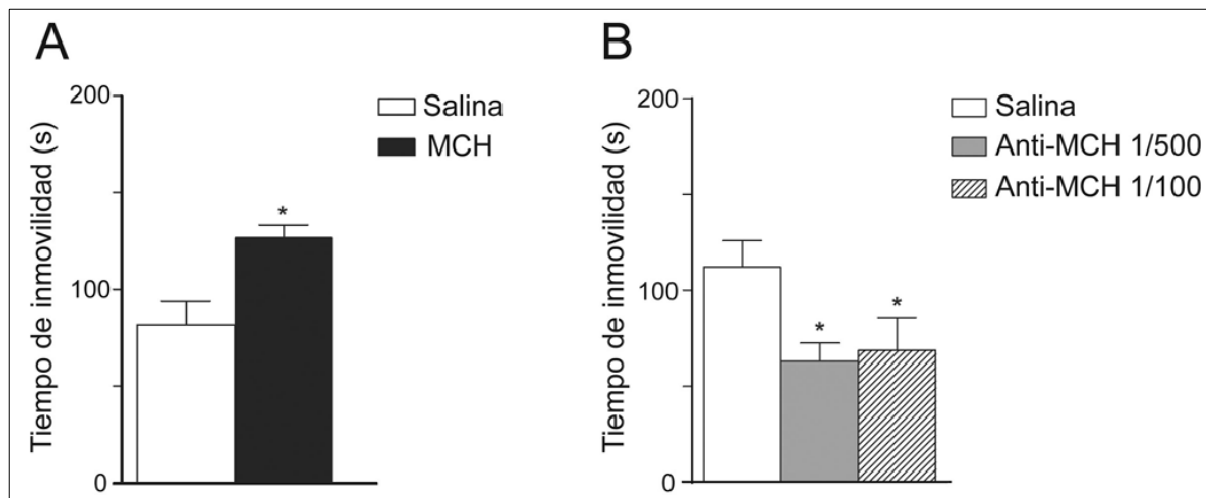 A
Tiempo de inmovilidad (s)
200
100
0
*
Salina
MCH
B
Tiempo de inmovilidad (s)
200
100
0
*
*
Salina
Anti-MCH 1/500
Anti-MCH 1/100